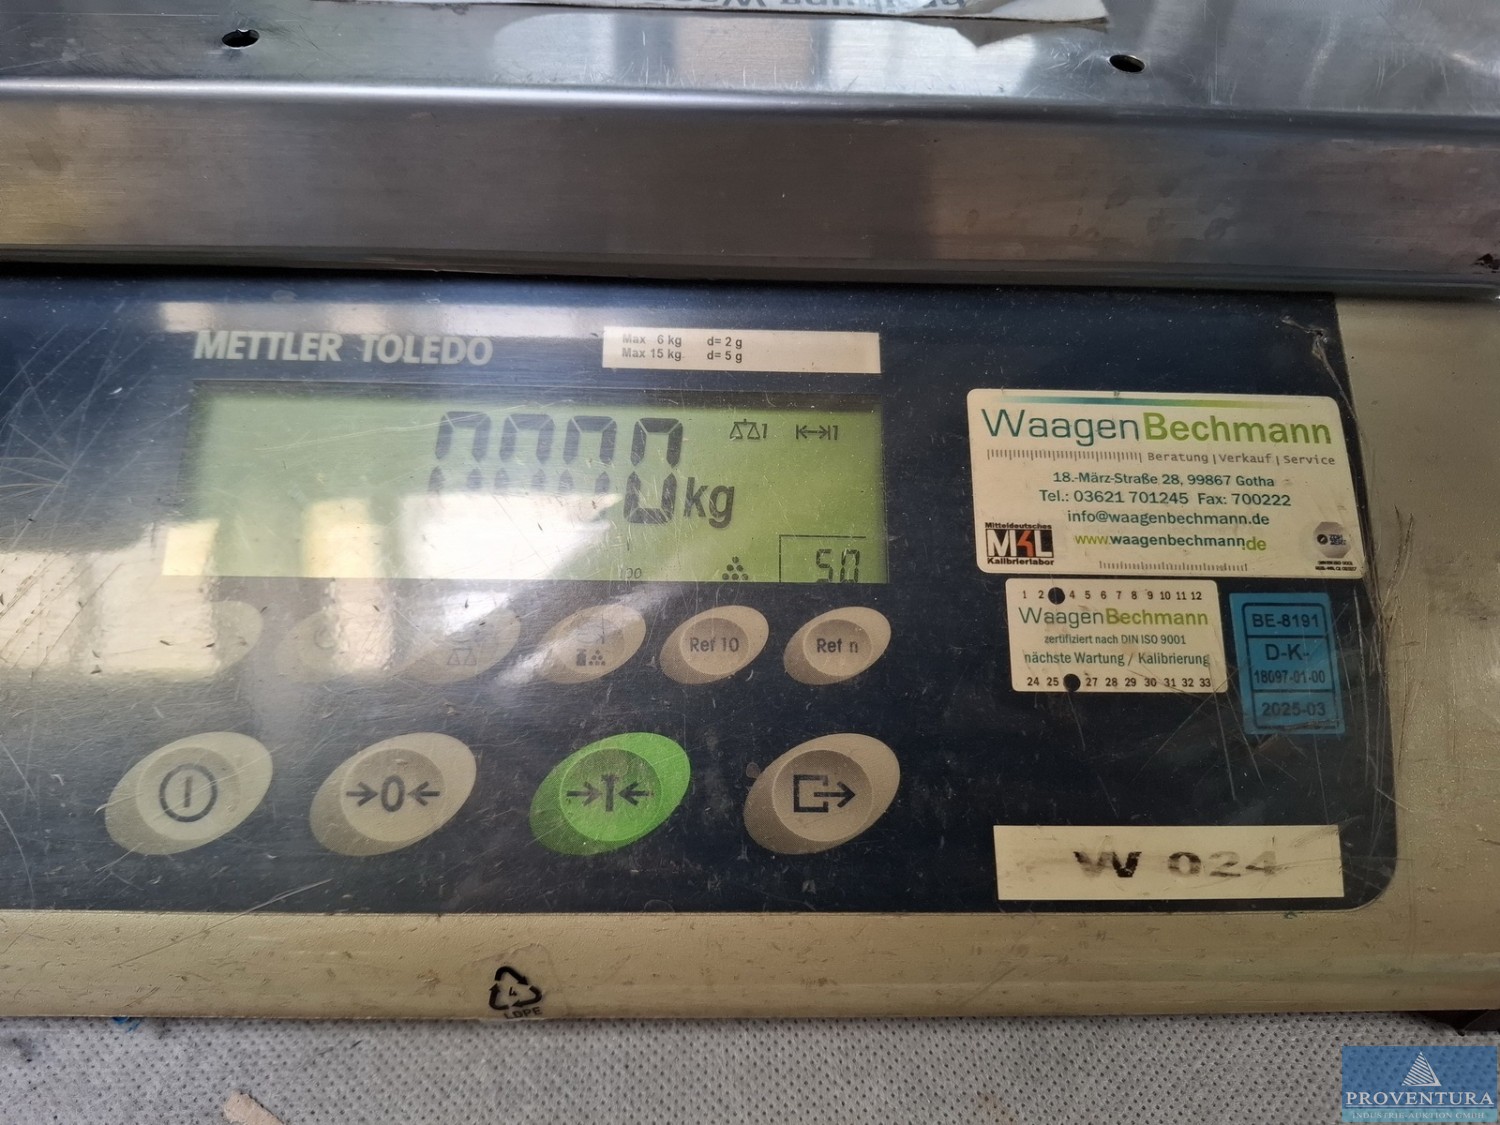 METTLER TOLEDO
Max 6 kg d= 2 g
Max 15 kg d= 5 g
kg
50
Ref 10
Ref n
→0←
→T←
WaagenBechmann
Beratung | Verkauf | Service
18.-März-Straße 28, 99867 Gotha
Tel.: 03621 701245 Fax: 700222
info@waagenbechmann.de
www.waagenbechmann.de
Mitteldeutsches
MKL
Kalibrierlabor
1 2 4 5 6 7 8 9 10 11 12
WaagenBechmann
zertifiziert nach DIN ISO 9001
nächste Wartung / Kalibrierung
24 25 27 28 29 30 31 32 33
BE-8191
D-K-
18097-01-00
2025-03
W 024
4
LDPE
PROVENTURA
INDUSTRIE-AUKTION GMBH